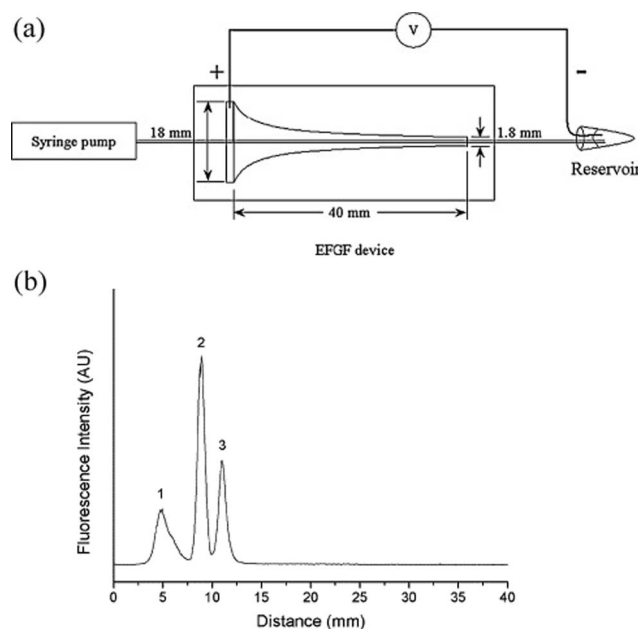 (a)
V
+
-
Syringe pump
18 mm
1.8 mm
Reservoir
40 mm
EFGF device
(b)
Fluorescence Intensity (AU)
1
2
3
0 5 10 15 20 25 30 35 40
Distance (mm)